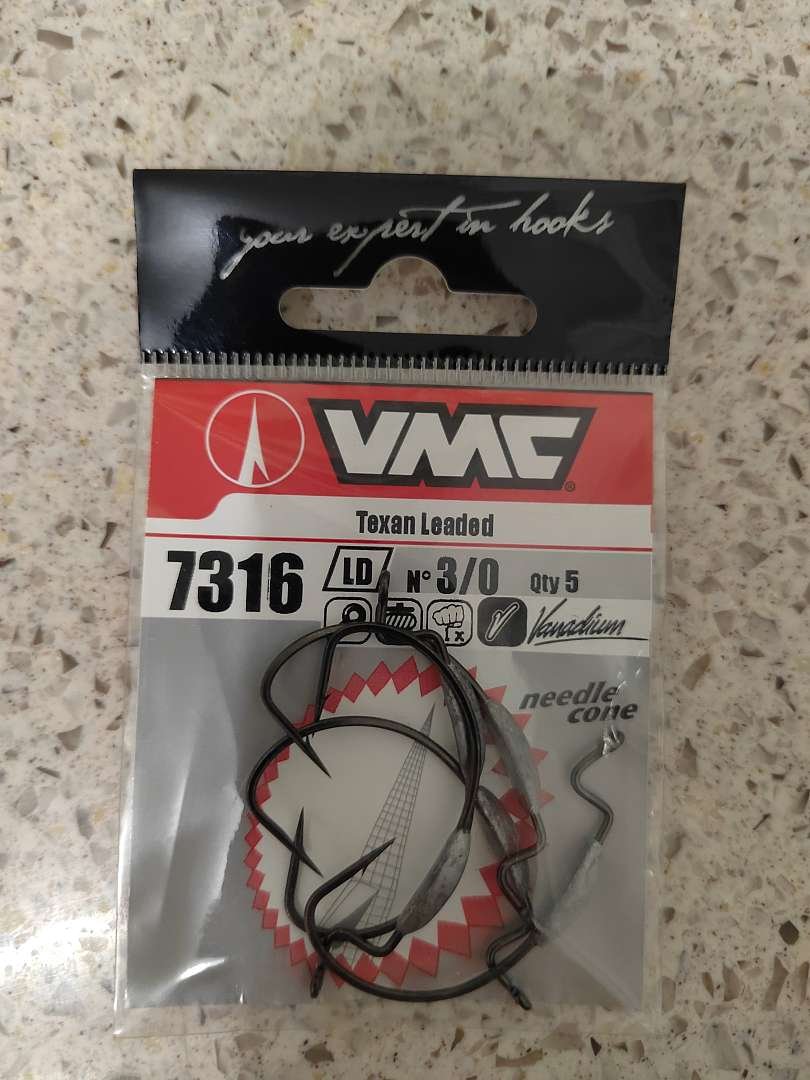 your expert in hooks
VMC®
Texan Leaded
7316 LD N° 3/0 Qty 5
x Vanadium
needle
cone